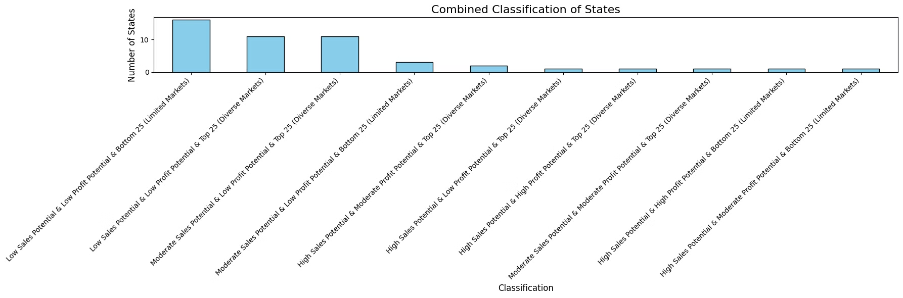 Combined Classification of States
Number of States
10
0
Low Sales Potential & Low Profit Potential & Bottom 25 (Limited Markets)
Low Sales Potential & Low Profit Potential & Top 25 (Diverse Markets)
Moderate Sales Potential & Low Profit Potential & Top 25 (Diverse Markets)
Moderate Sales Potential & Low Profit Potential & Bottom 25 (Limited Markets)
High Sales Potential & Moderate Profit Potential & Top 25 (Diverse Markets)
High Sales Potential & Low Profit Potential & Top 25 (Diverse Markets)
High Sales Potential & High Profit Potential & Top 25 (Diverse Markets)
Moderate Sales Potential & Moderate Profit Potential & Top 25 (Diverse Markets)
High Sales Potential & High Profit Potential & Bottom 25 (Limited Markets)
High Sales Potential & Moderate Profit Potential & Bottom 25 (Limited Markets)
Classification